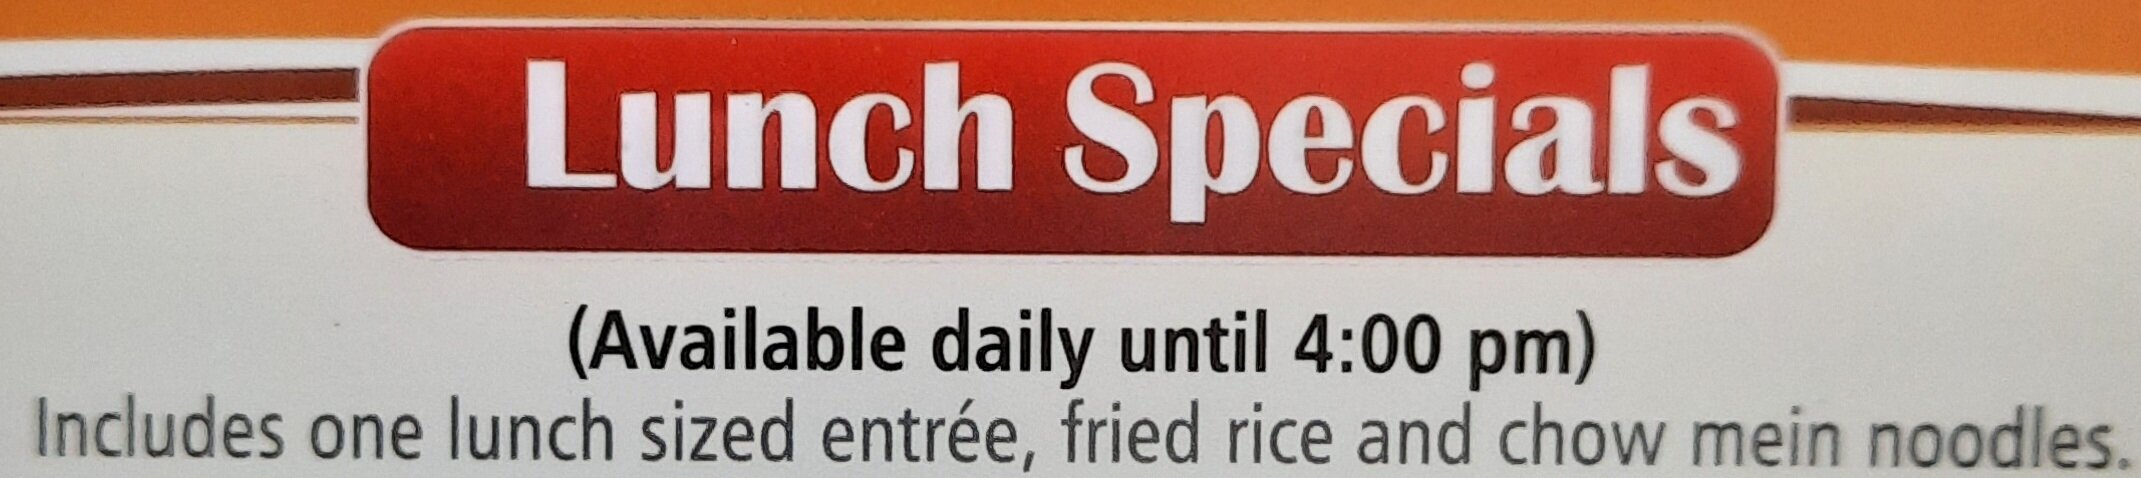 Lunch Specials
(Available daily until 4:00 pm)
Includes one lunch sized entrée, fried rice and chow mein noodles.